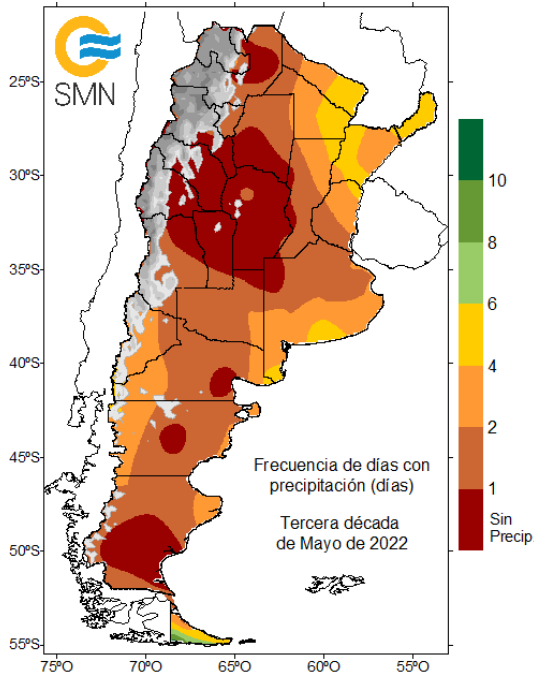 SMN
25ºS
30ºS
35ºS
40ºS
45ºS
50ºS
55ºS
75ºO
70ºO
65ºO
60ºO
55ºO
Frecuencia de días con
precipitación (días)
Tercera década
de Mayo de 2022
10
8
6
4
2
1
Sin
Precip.